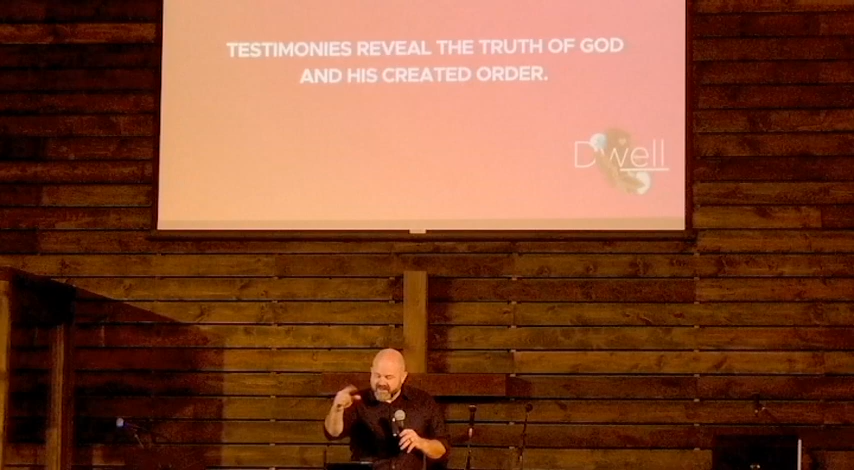 TESTIMONIES REVEAL THE TRUTH OF GOD
AND HIS CREATED ORDER.
Dwell